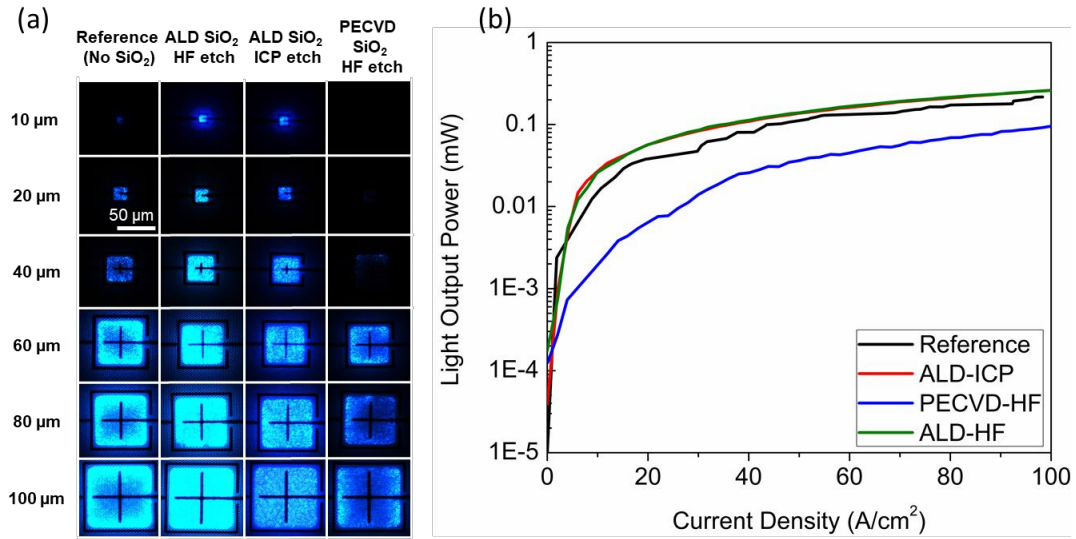 (a)
Reference
(No SiO₂)
ALD SiO₂
HF etch
ALD SiO₂
ICP etch
PECVD
SiO₂
HF etch
10 µm
20 µm
50 µm
40 µm
60 µm
80 µm
100 µm
(b)
1
0.1
0.01
1E-3
1E-4
1E-5
Light Output Power (mW)
0
20
40
60
80
100
Current Density (A/cm²)
Reference
ALD-ICP
PECVD-HF
ALD-HF